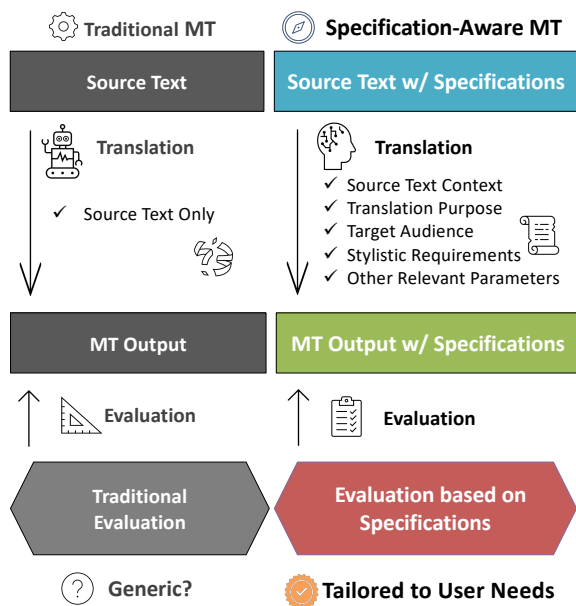 Traditional MT
Specification-Aware MT
Source Text
Source Text w/ Specifications
Translation
✓ Source Text Only
Translation
✓ Source Text Context
✓ Translation Purpose
✓ Target Audience
✓ Stylistic Requirements
✓ Other Relevant Parameters
MT Output
MT Output w/ Specifications
Evaluation
Evaluation
Traditional
Evaluation
Evaluation based on
Specifications
?
Generic?
Tailored to User Needs